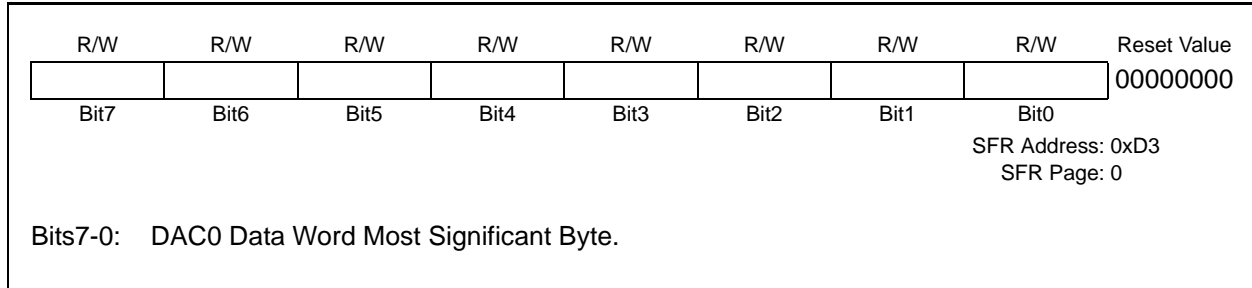 R/W R/W R/W R/W R/W R/W R/W R/W Reset Value
00000000
Bit7 Bit6 Bit5 Bit4 Bit3 Bit2 Bit1 Bit0
SFR Address: 0xD3
SFR Page: 0
Bits7-0: DAC0 Data Word Most Significant Byte.